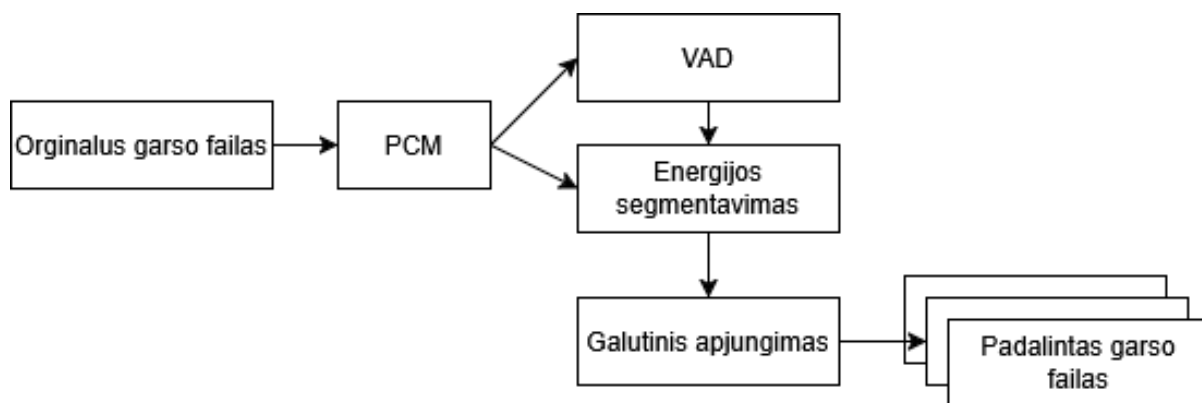 VAD
Orginalus garso failas
PCM
Energijos
segmentavimas
Galutinis apjungimas
Padalintas garso
failas